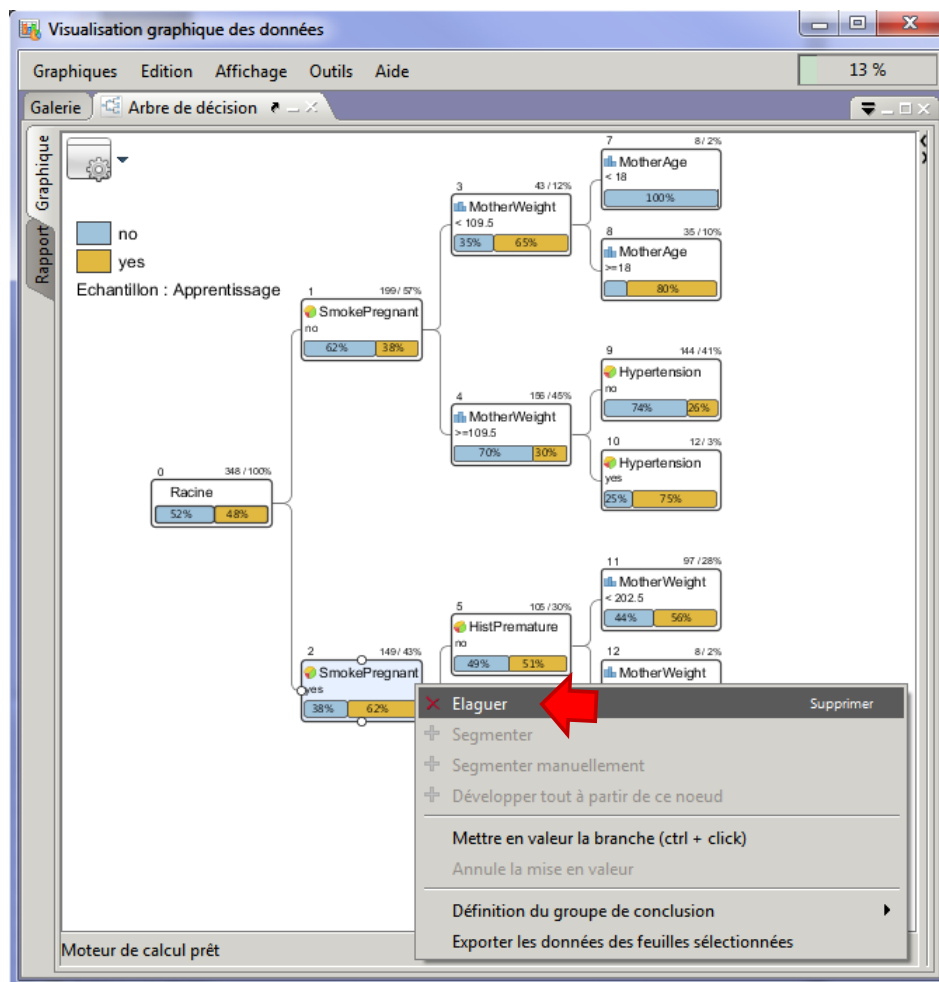 Visualisation graphique des données
Graphiques Edition Affichage Outils Aide 13 %
Galerie Arbre de décision
Graphique
Rapport
no
yes
Echantillon : Apprentissage
0 348 / 100%
Racine
52% 48%
1 199 / 57%
SmokePregnant
no
62% 38%
2 149 / 43%
SmokePregnant
yes
38% 62%
3 43 / 12%
MotherWeight
< 109.5
35% 65%
4 156 / 45%
MotherWeight
>=109.5
70% 30%
5 105 / 30%
HistPremature
no
49% 51%
7 8 / 2%
MotherAge
< 18
100%
8 35 / 10%
MotherAge
>=18
80%
9 144 / 41%
Hypertension
no
74% 26%
10 12 / 3%
Hypertension
yes
25% 75%
11 97 / 28%
MotherWeight
< 202.5
44% 56%
12 8 / 2%
MotherWeight
Elaguer Supprimer
Segmenter
Segmenter manuellement
Développer tout à partir de ce noeud
Mettre en valeur la branche (ctrl + click)
Annule la mise en valeur
Définition du groupe de conclusion
Exporter les données des feuilles sélectionnées
Moteur de calcul prêt